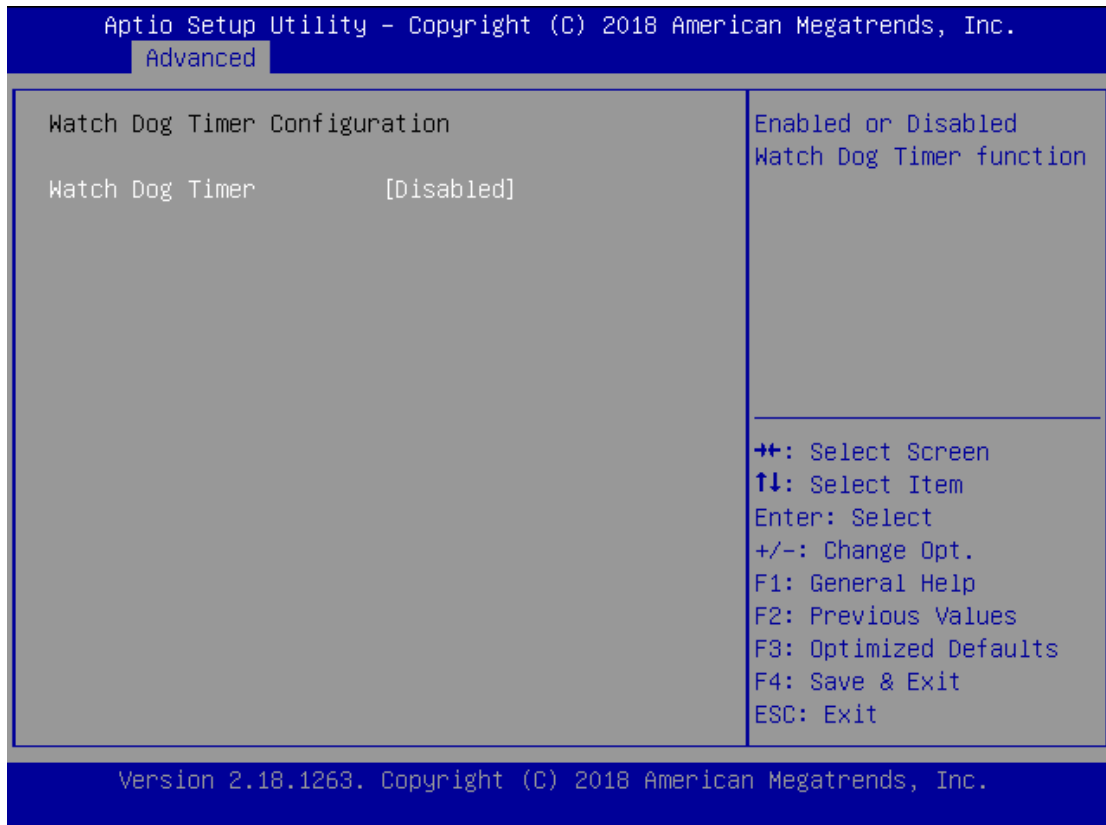 Aptio Setup Utility – Copyright (C) 2018 American Megatrends, Inc.
Advanced
Watch Dog Timer Configuration
Watch Dog Timer [Disabled]
Enabled or Disabled
Watch Dog Timer function
→←: Select Screen
↑↓: Select Item
Enter: Select
+/-: Change Opt.
F1: General Help
F2: Previous Values
F3: Optimized Defaults
F4: Save & Exit
ESC: Exit
Version 2.18.1263. Copyright (C) 2018 American Megatrends, Inc.